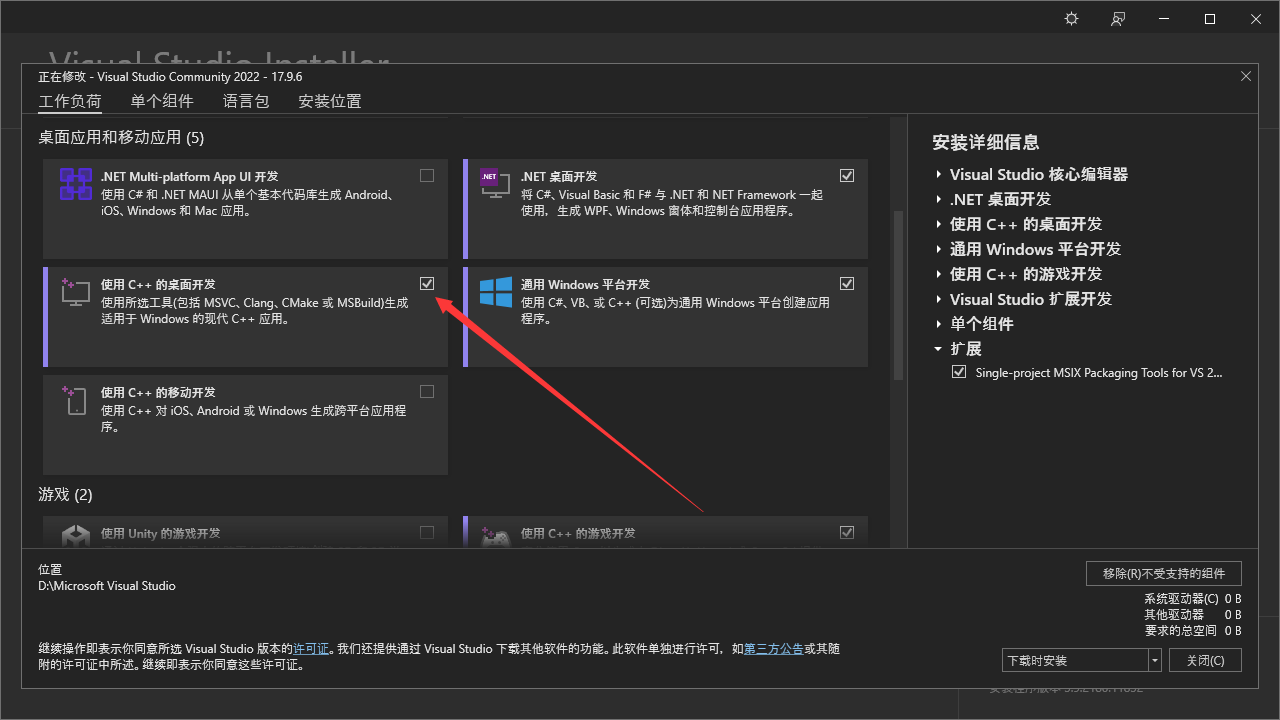 Visual Studio Installer
正在修改 - Visual Studio Community 2022 - 17.9.6
工作负荷 单个组件 语言包 安装位置
桌面应用和移动应用 (5)
.NET Multi-platform App UI 开发
使用 C# 和 .NET MAUI 从单个基本代码库生成 Android、
iOS、Windows 和 Mac 应用。
.NET
.NET 桌面开发
将 C#、Visual Basic 和 F# 与 .NET 和 .NET Framework 一起
使用，生成 WPF、Windows 窗体和控制台应用程序。
使用 C++ 的桌面开发
使用所选工具(包括 MSVC、Clang、CMake 或 MSBuild)生成
适用于 Windows 的现代 C++ 应用。
通用 Windows 平台开发
使用 C#、VB、或 C++ (可选)为通用 Windows 平台创建应用
程序。
使用 C++ 的移动开发
使用 C++ 对 iOS、Android 或 Windows 生成跨平台应用程
序。
游戏 (2)
使用 Unity 的游戏开发
使用 C++ 的游戏开发
安装详细信息
Visual Studio 核心编辑器
.NET 桌面开发
使用 C++ 的桌面开发
通用 Windows 平台开发
使用 C++ 的游戏开发
Visual Studio 扩展开发
单个组件
扩展
Single-project MSIX Packaging Tools for VS 2...
位置
D:\Microsoft Visual Studio
移除(R)不受支持的组件
系统驱动器(C) 0 B
其他驱动器 0 B
要求的总空间 0 B
继续操作即表示你同意所选 Visual Studio 版本的许可证。我们还提供通过 Visual Studio 下载其他软件的功能。此软件单独进行许可，如第三方公告或其随
附的许可证中所述。继续即表示你同意这些许可证。
下载时安装
关闭(C)